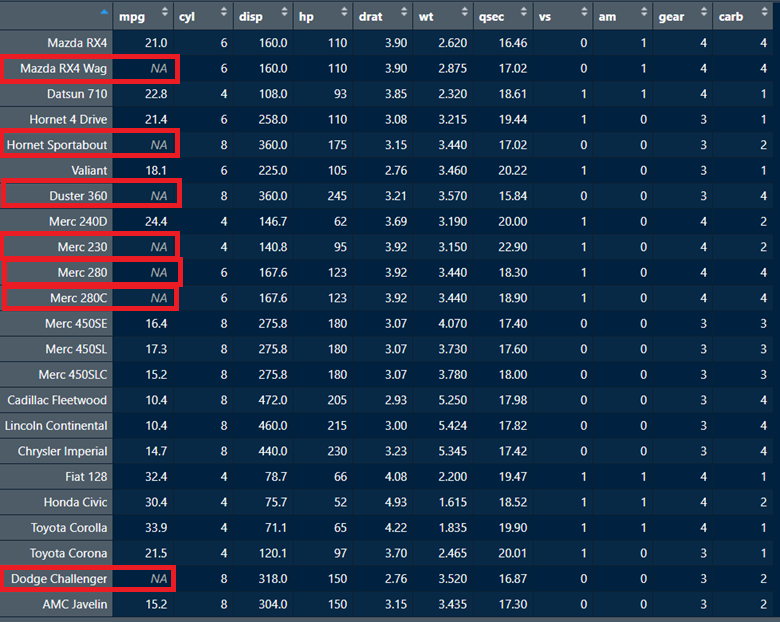 mpg cyl disp hp drat wt qsec vs am gear carb
Mazda RX4 21.0 6 160.0 110 3.90 2.620 16.46 0 1 4 4
Mazda RX4 Wag NA 6 160.0 110 3.90 2.875 17.02 0 1 4 4
Datsun 710 22.8 4 108.0 93 3.85 2.320 18.61 1 1 4 1
Hornet 4 Drive 21.4 6 258.0 110 3.08 3.215 19.44 1 0 3 1
Hornet Sportabout NA 8 360.0 175 3.15 3.440 17.02 0 0 3 2
Valiant 18.1 6 225.0 105 2.76 3.460 20.22 1 0 3 1
Duster 360 NA 8 360.0 245 3.21 3.570 15.84 0 0 3 4
Merc 240D 24.4 4 146.7 62 3.69 3.190 20.00 1 0 4 2
Merc 230 NA 4 140.8 95 3.92 3.150 22.90 1 0 4 2
Merc 280 NA 6 167.6 123 3.92 3.440 18.30 1 0 4 4
Merc 280C NA 6 167.6 123 3.92 3.440 18.90 1 0 4 4
Merc 450SE 16.4 8 275.8 180 3.07 4.070 17.40 0 0 3 3
Merc 450SL 17.3 8 275.8 180 3.07 3.730 17.60 0 0 3 3
Merc 450SLC 15.2 8 275.8 180 3.07 3.780 18.00 0 0 3 3
Cadillac Fleetwood 10.4 8 472.0 205 2.93 5.250 17.98 0 0 3 4
Lincoln Continental 10.4 8 460.0 215 3.00 5.424 17.82 0 0 3 4
Chrysler Imperial 14.7 8 440.0 230 3.23 5.345 17.42 0 0 3 4
Fiat 128 32.4 4 78.7 66 4.08 2.200 19.47 1 1 4 1
Honda Civic 30.4 4 75.7 52 4.93 1.615 18.52 1 1 4 2
Toyota Corolla 33.9 4 71.1 65 4.22 1.835 19.90 1 1 4 1
Toyota Corona 21.5 4 120.1 97 3.70 2.465 20.01 1 0 3 1
Dodge Challenger NA 8 318.0 150 2.76 3.520 16.87 0 0 3 2
AMC Javelin 15.2 8 304.0 150 3.15 3.435 17.30 0 0 3 2